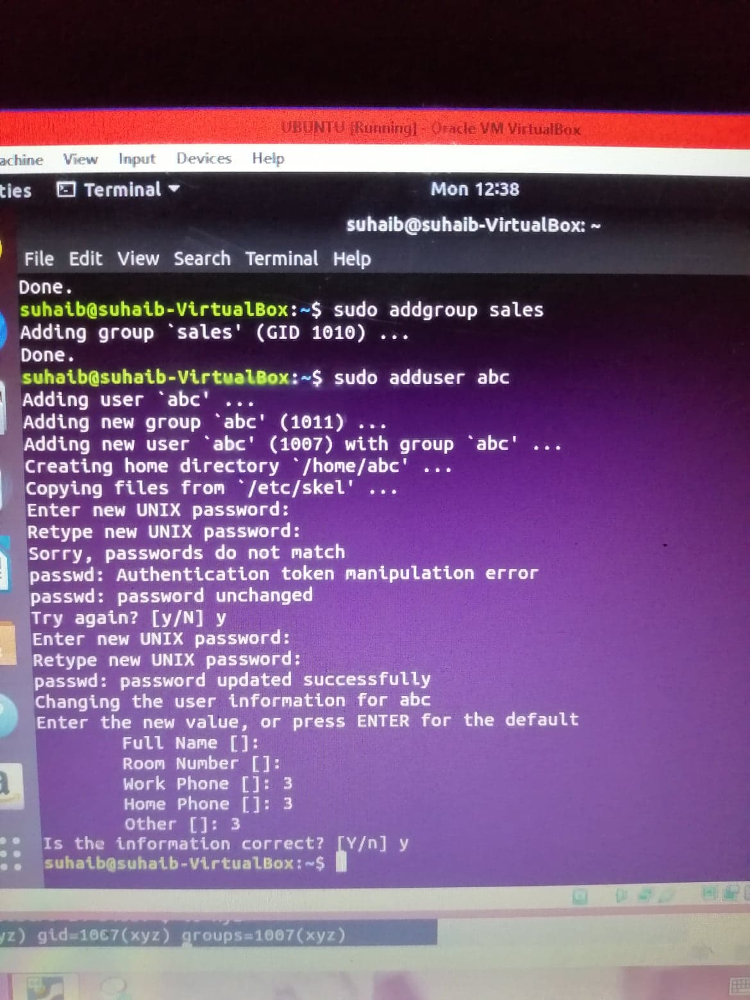 UBUNTU [Running] - Oracle VM VirtualBox
achine View Input Devices Help
ties Terminal Mon 12:38
suhaib@suhaib-VirtualBox: ~
File Edit View Search Terminal Help
Done.
suhaib@suhaib-VirtualBox:~$ sudo addgroup sales
Adding group `sales' (GID 1010) ...
Done.
suhaib@suhaib-VirtualBox:~$ sudo adduser abc
Adding user `abc' ...
Adding new group `abc' (1011) ...
Adding new user `abc' (1007) with group `abc' ...
Creating home directory `/home/abc' ...
Copying files from `/etc/skel' ...
Enter new UNIX password:
Retype new UNIX password:
Sorry, passwords do not match
passwd: Authentication token manipulation error
passwd: password unchanged
Try again? [y/N] y
Enter new UNIX password:
Retype new UNIX password:
passwd: password updated successfully
Changing the user information for abc
Enter the new value, or press ENTER for the default
Full Name []:
Room Number []:
Work Phone []: 3
Home Phone []: 3
Other []: 3
Is the information correct? [Y/n] y
suhaib@suhaib-VirtualBox:~$
yz) gid=1007(xyz) groups=1007(xyz)